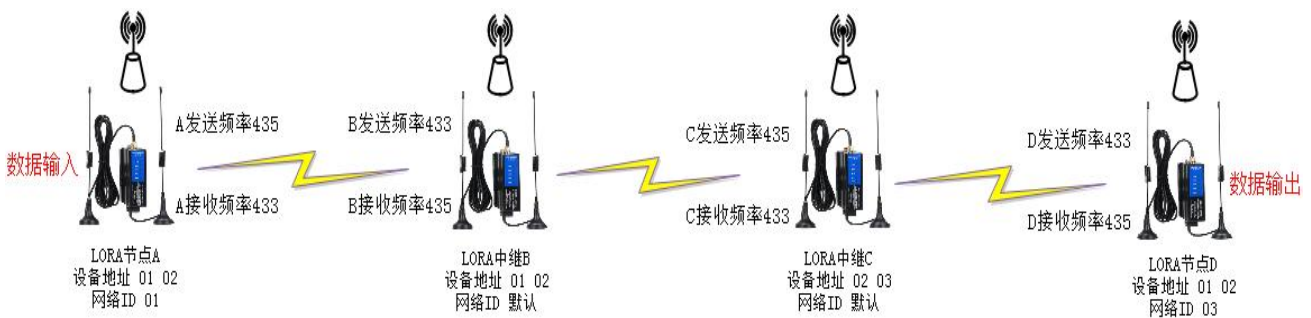 数据输入
A发送频率435
A接收频率433
LORA节点A
设备地址 01 02
网络ID 01
B发送频率433
B接收频率435
LORA中继B
设备地址 01 02
网络ID 默认
C发送频率435
C接收频率433
LORA中继C
设备地址 02 03
网络ID 默认
D发送频率433
D接收频率435
数据输出
LORA节点D
设备地址 01 02
网络ID 03